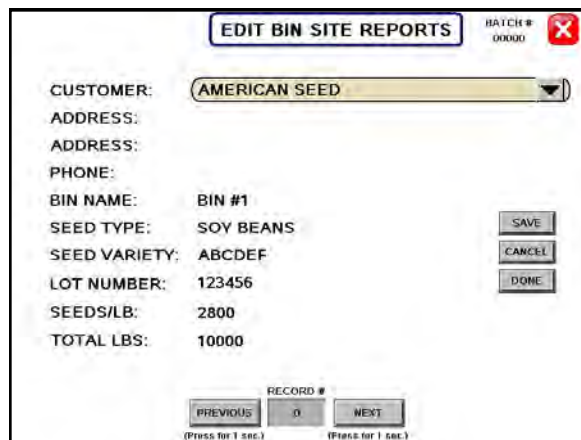 EDIT BIN SITE REPORTS
BATCH #
00000
CUSTOMER: AMERICAN SEED
ADDRESS:
ADDRESS:
PHONE:
BIN NAME: BIN #1
SEED TYPE: SOY BEANS
SAVE
SEED VARIETY: ABCDEF
CANCEL
LOT NUMBER: 123456
DONE
SEEDS/LB: 2800
TOTAL LBS: 10000
RECORD #
PREVIOUS 0 NEXT
(Press for 1 sec.) (Press for 1 sec.)